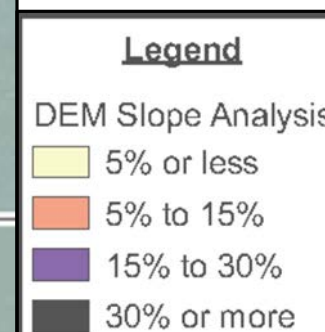 Legend
DEM Slope Analysis
5% or less
5% to 15%
15% to 30%
30% or more